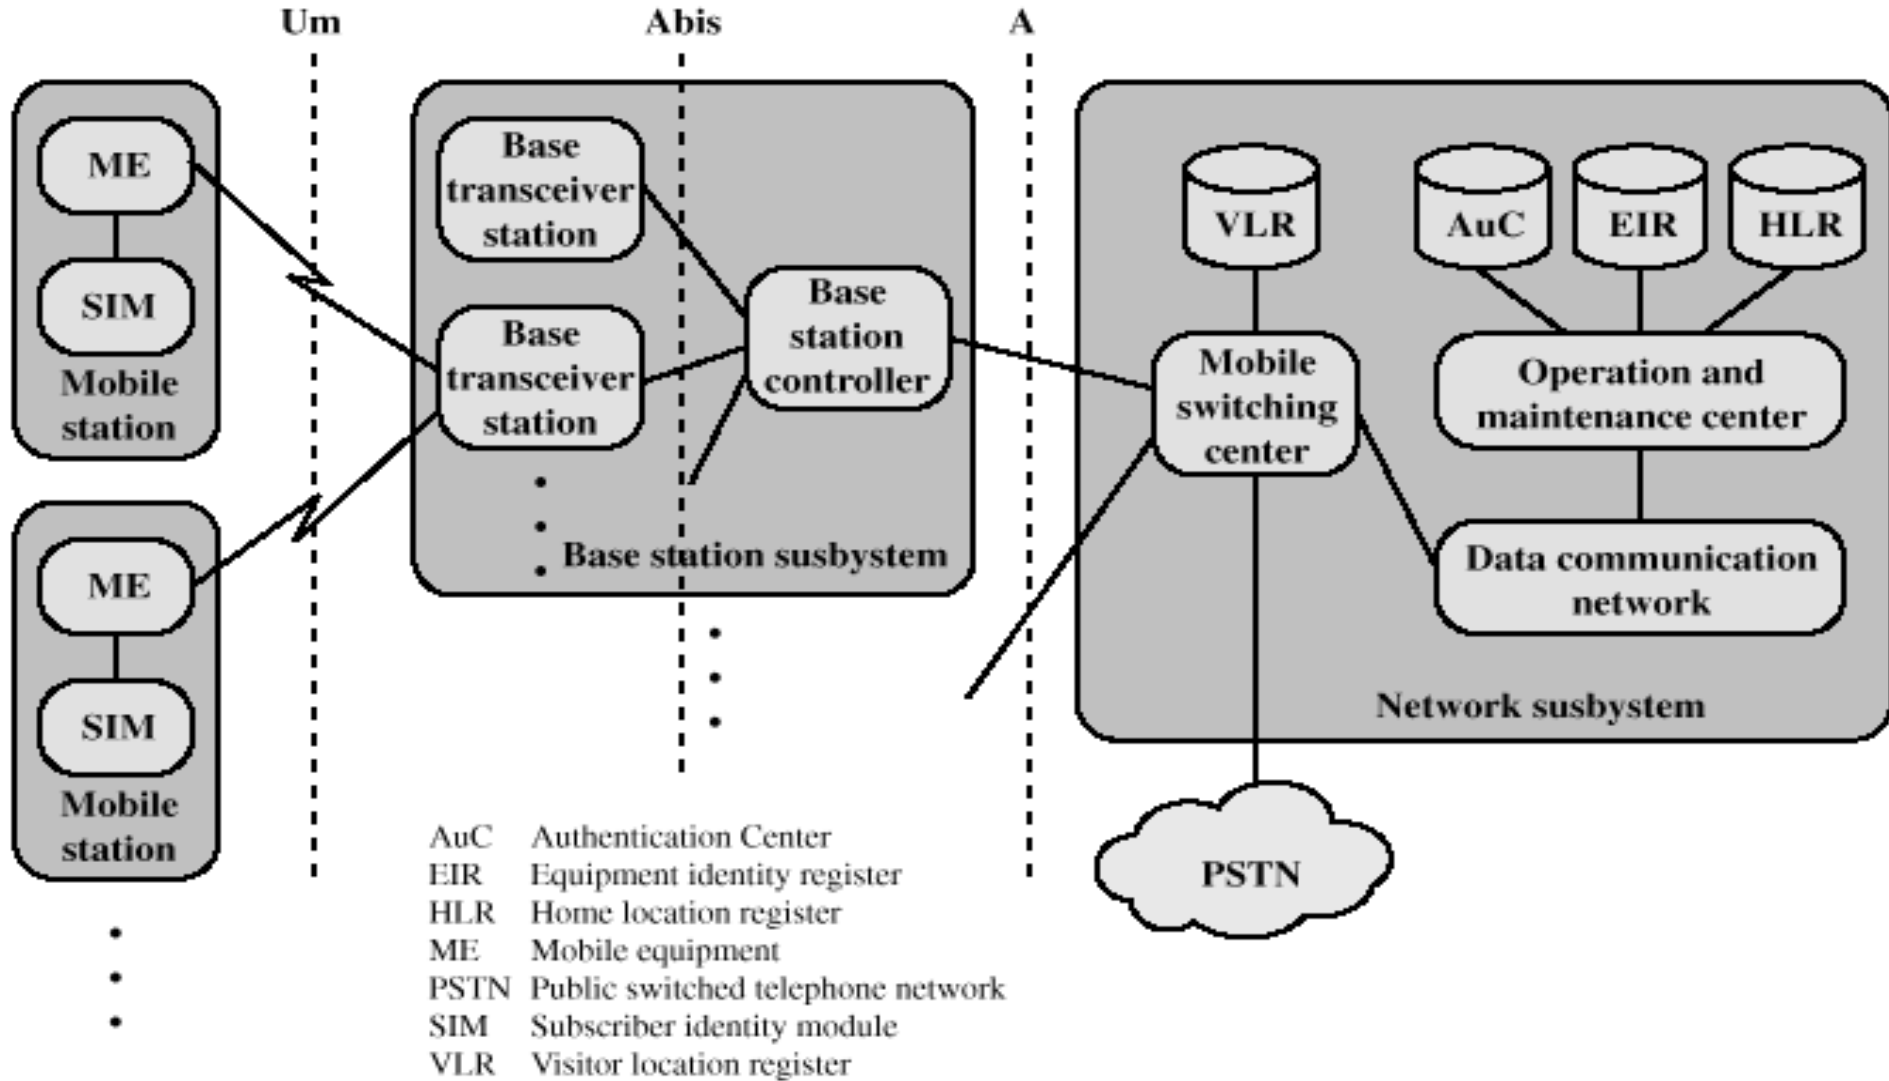 Um
Abis
A
ME
SIM
Mobile
station
ME
SIM
Mobile
station
Base
transceiver
station
Base
transceiver
station
Base
station
controller
Base station susbystem
VLR
AuC
EIR
HLR
Mobile
switching
center
Operation and
maintenance center
Data communication
network
Network susbystem
PSTN
AuC Authentication Center
EIR Equipment identity register
HLR Home location register
ME Mobile equipment
PSTN Public switched telephone network
SIM Subscriber identity module
VLR Visitor location register